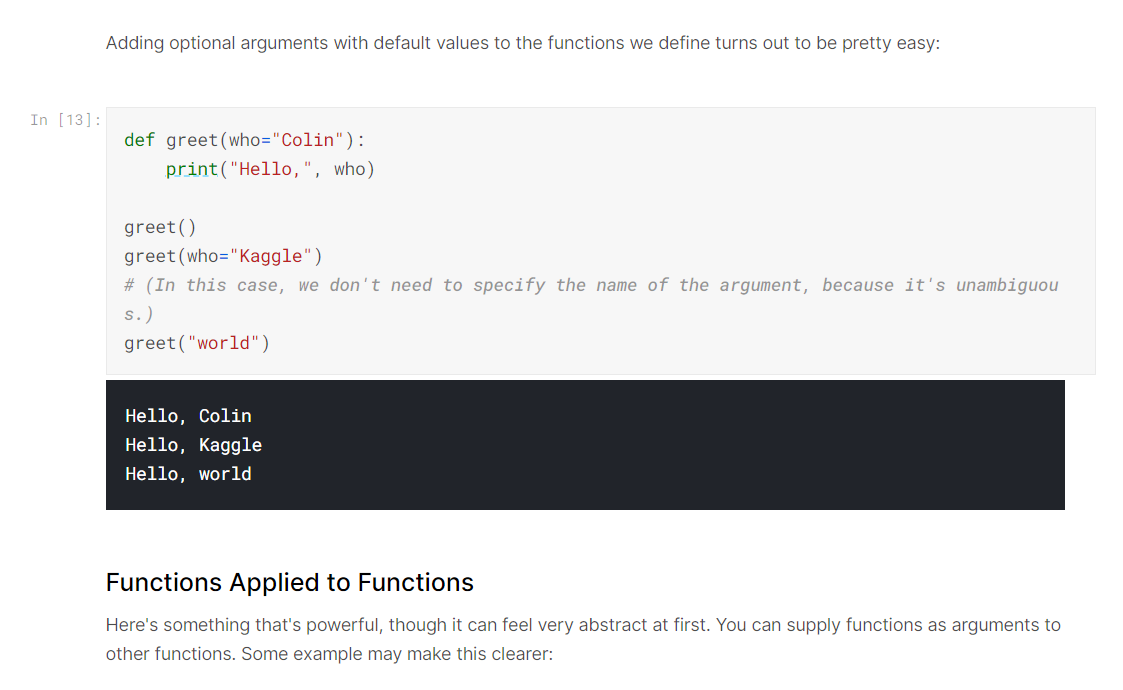 Adding optional arguments with default values to the functions we define turns out to be pretty easy:
In [13]:
def greet(who="Colin"):
    print("Hello,", who)
greet()
greet(who="Kaggle")
# (In this case, we don't need to specify the name of the argument, because it's unambiguou
s.)
greet("world")
Hello, Colin
Hello, Kaggle
Hello, world
Functions Applied to Functions
Here's something that's powerful, though it can feel very abstract at first. You can supply functions as arguments to
other functions. Some example may make this clearer: